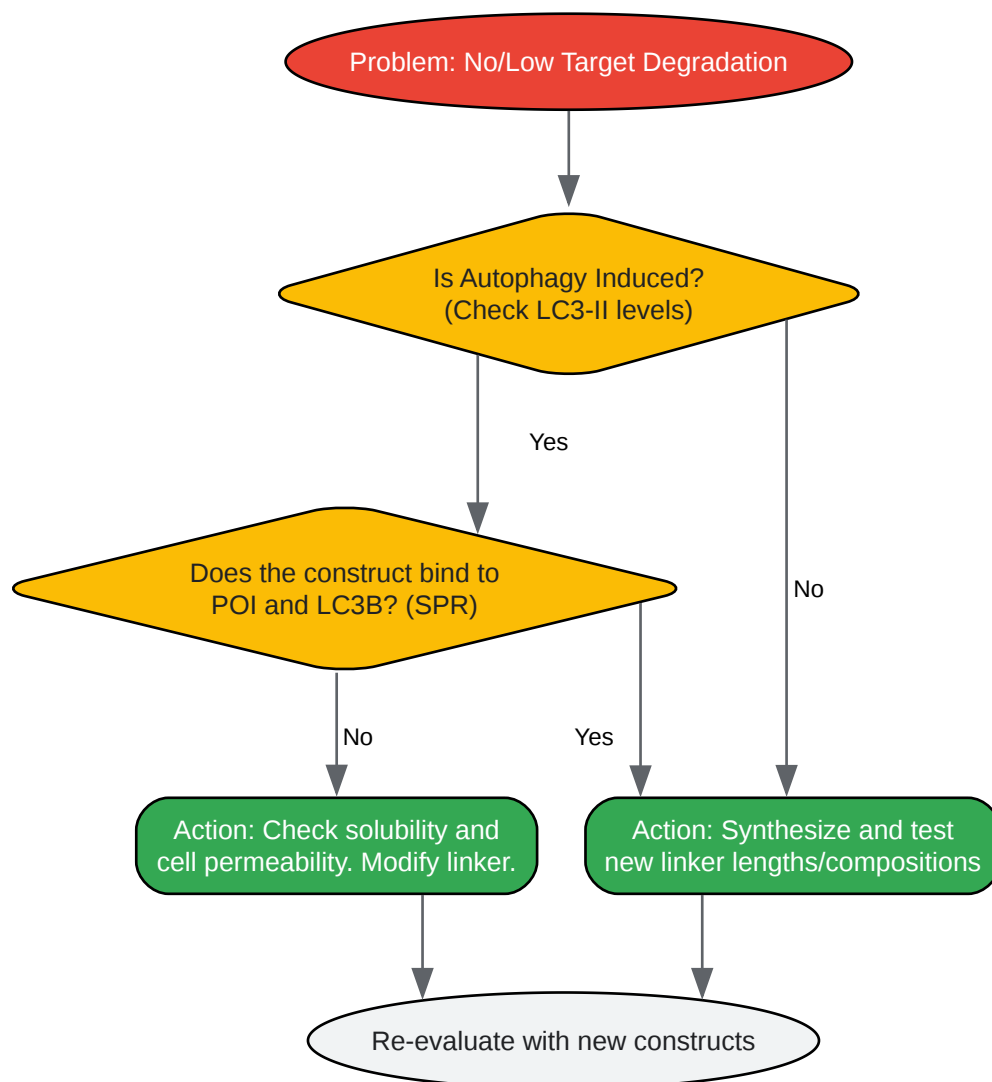 Problem: No/Low Target Degradation
Is Autophagy Induced?
(Check LC3-II levels)
Yes
Does the construct bind to
POI and LC3B? (SPR)
No
No
Yes
Action: Check solubility and
cell permeability. Modify linker.
Action: Synthesize and test
new linker lengths/compositions
Re-evaluate with new constructs